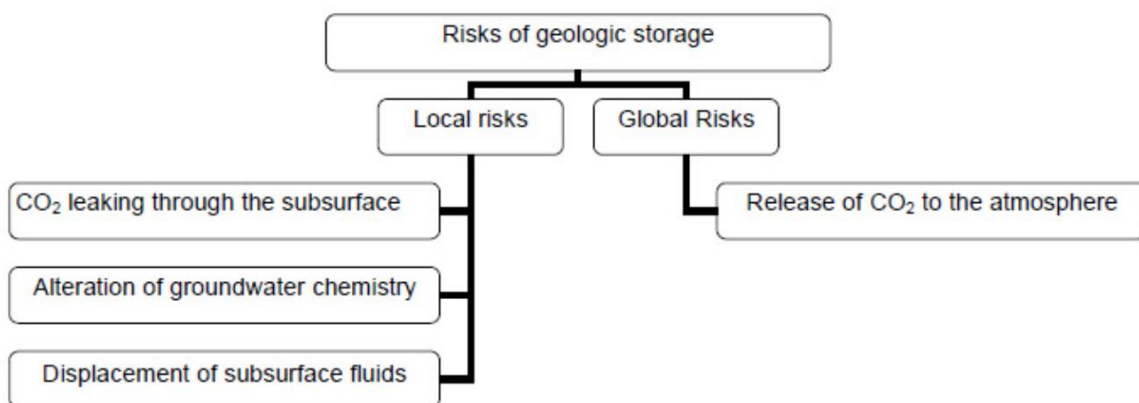 Risks of geologic storage
Local risks
Global Risks
CO₂ leaking through the subsurface
Release of CO₂ to the atmosphere
Alteration of groundwater chemistry
Displacement of subsurface fluids